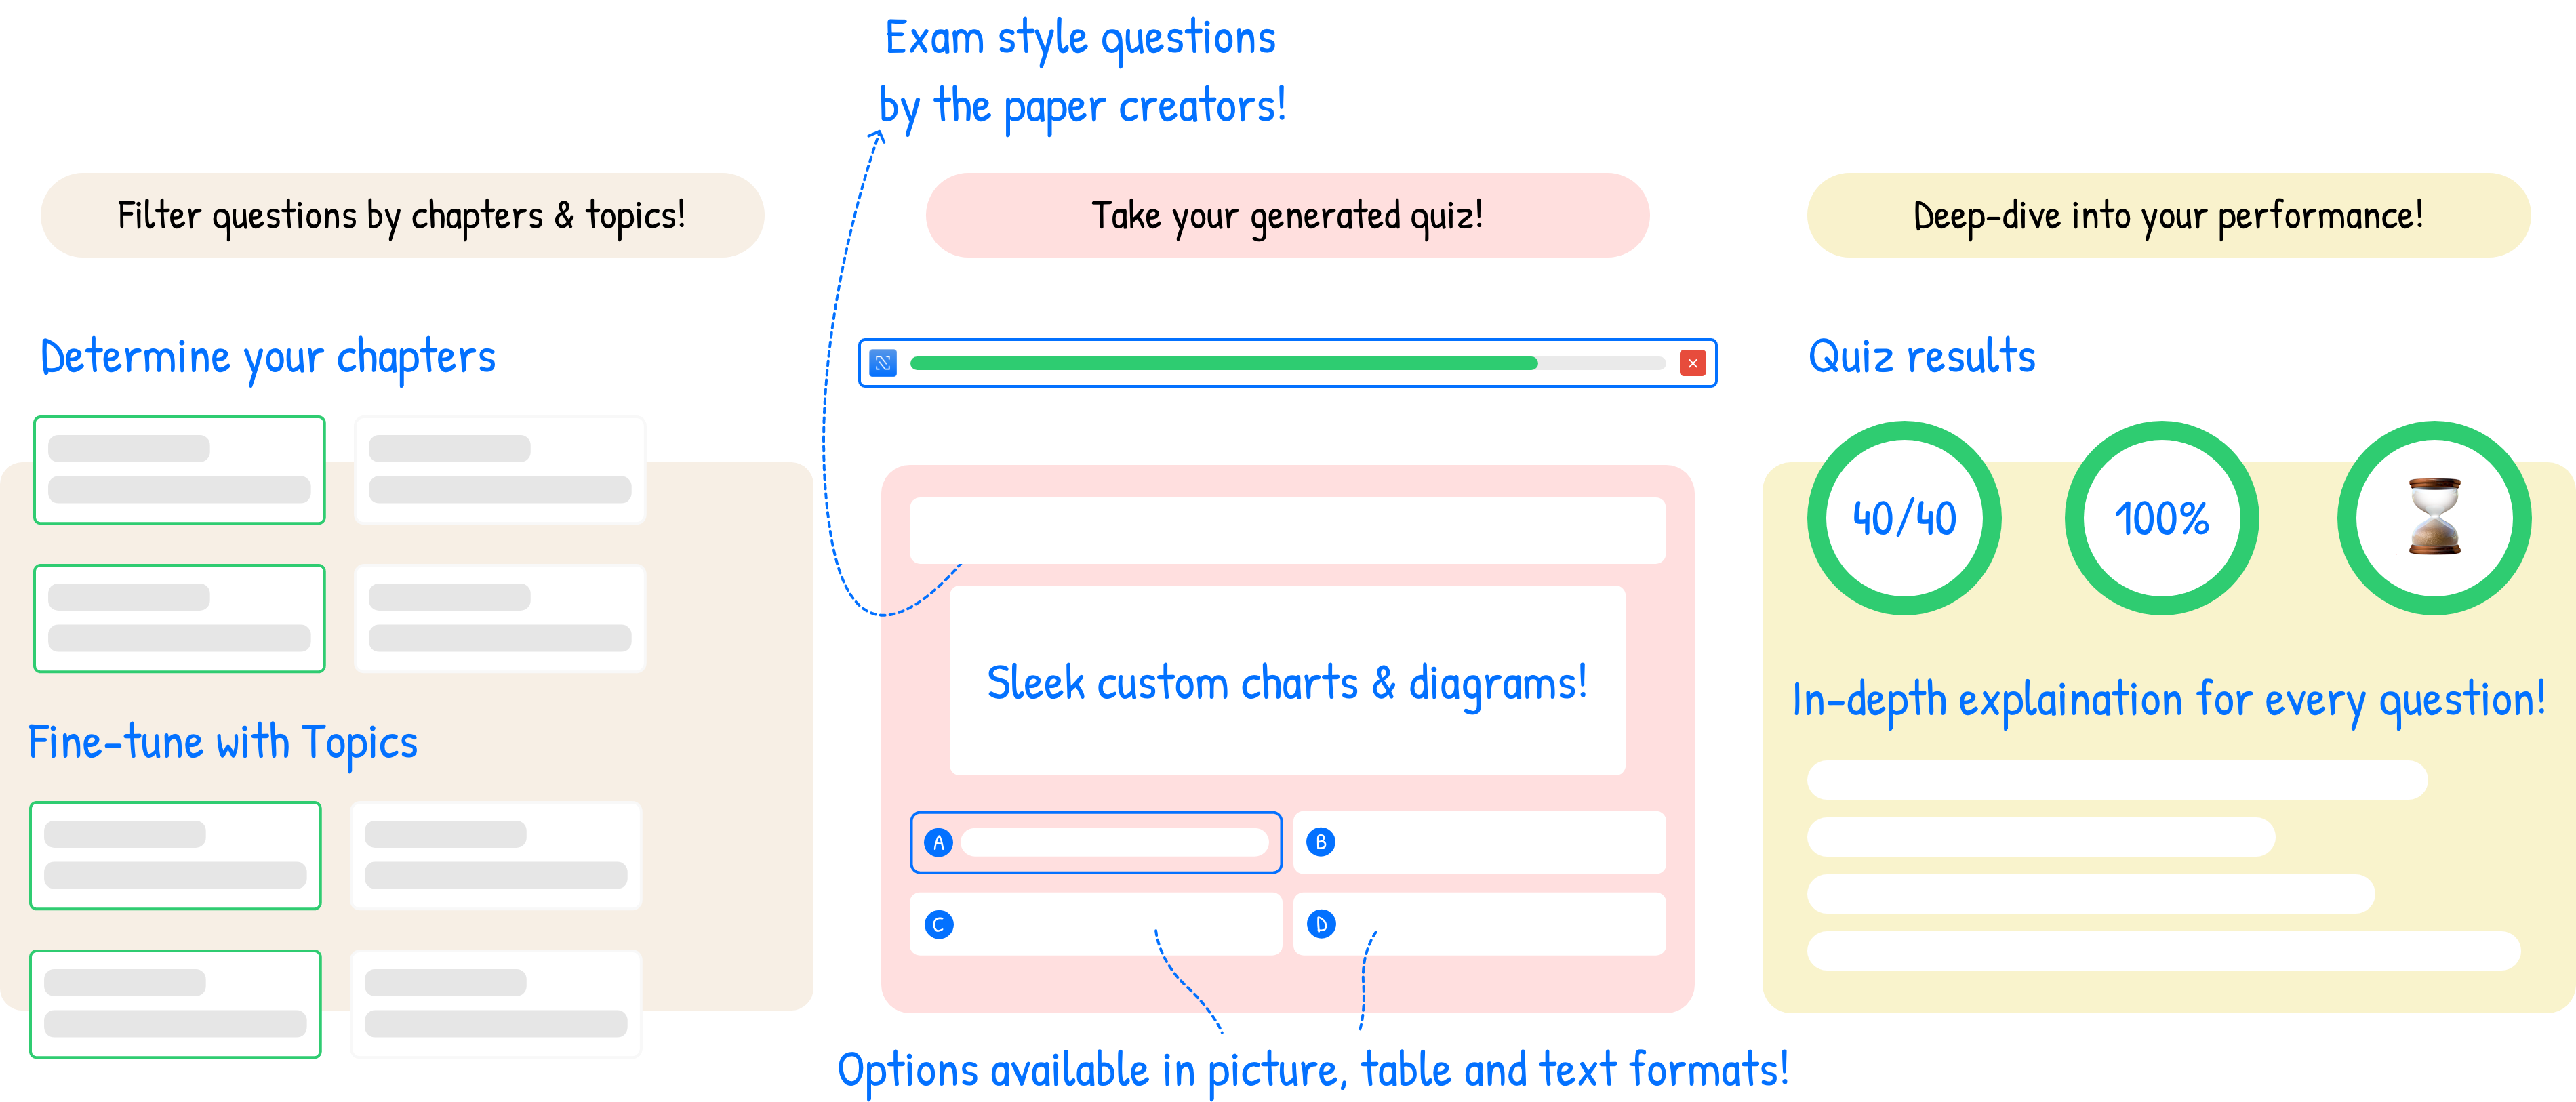 Exam style questions
by the paper creators!
Filter questions by chapters & topics!
Take your generated quiz!
Deep-dive into your performance!
Determine your chapters
Fine-tune with Topics
Sleek custom charts & diagrams!
A
B
C
D
Options available in picture, table and text formats!
Quiz results
40/40
100%
In-depth explaination for every question!